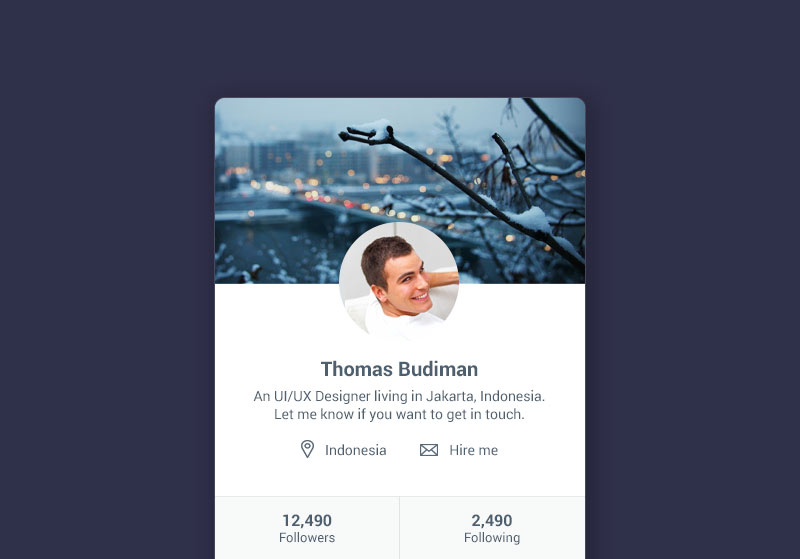 Thomas Budiman
An UI/UX Designer living in Jakarta, Indonesia.
Let me know if you want to get in touch.
Indonesia
Hire me
12,490
Followers
2,490
Following